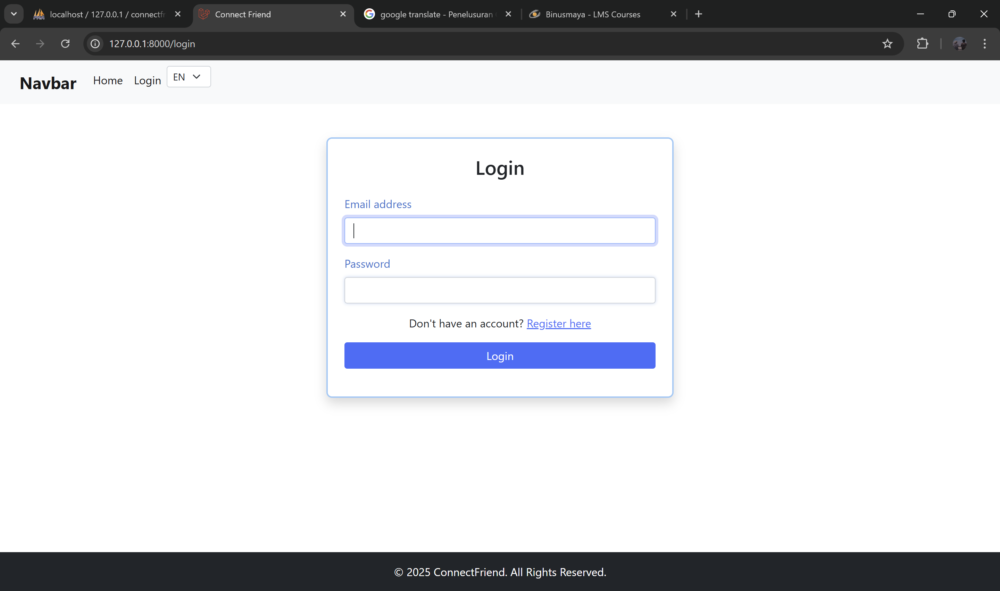 localhost / 127.0.0.1 / connectfr
Connect Friend
google translate - Penelusuran
Binusmaya - LMS Courses
127.0.0.1:8000/login
Navbar
Home
Login
EN
Login
Email address
Password
Don't have an account? Register here
Login
© 2025 ConnectFriend. All Rights Reserved.